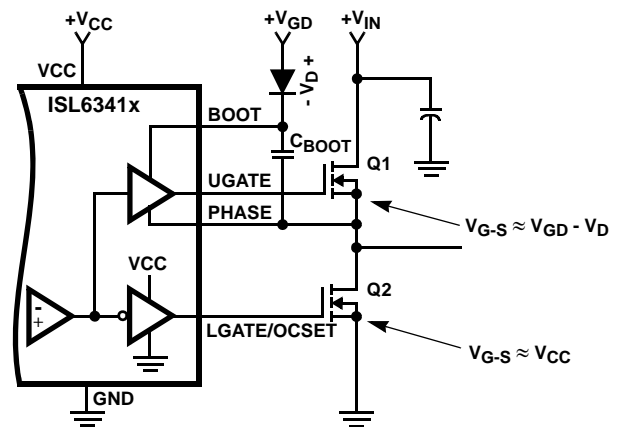 +VCC
+VGD
+VIN
VCC
- VD +
ISL6341x
BOOT
CBOOT
Q1
UGATE
PHASE
VG-S ≈ VGD - VD
VCC
Q2
-
+
LGATE/OCSET
VG-S ≈ VCC
GND